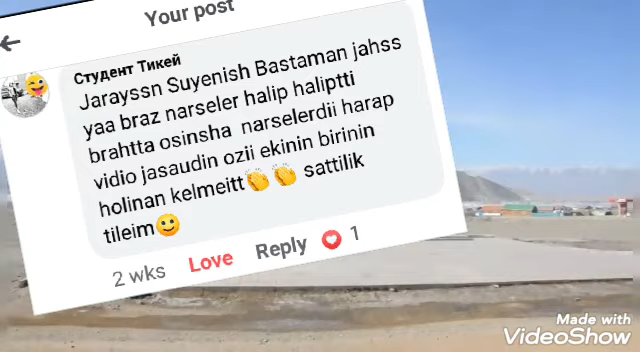 Your post
Студент Тикей
Jarayssn Suyenish Bastaman jahss
yaa braz narseler halip haliptti
brahtta osinsha narselerdii harap
vidio jasaudin ozii ekinin birinin
holinan kelmeitt👏👏 sattilik
tileim🙂
2 wks Love Reply 1
Made with
VideoShow